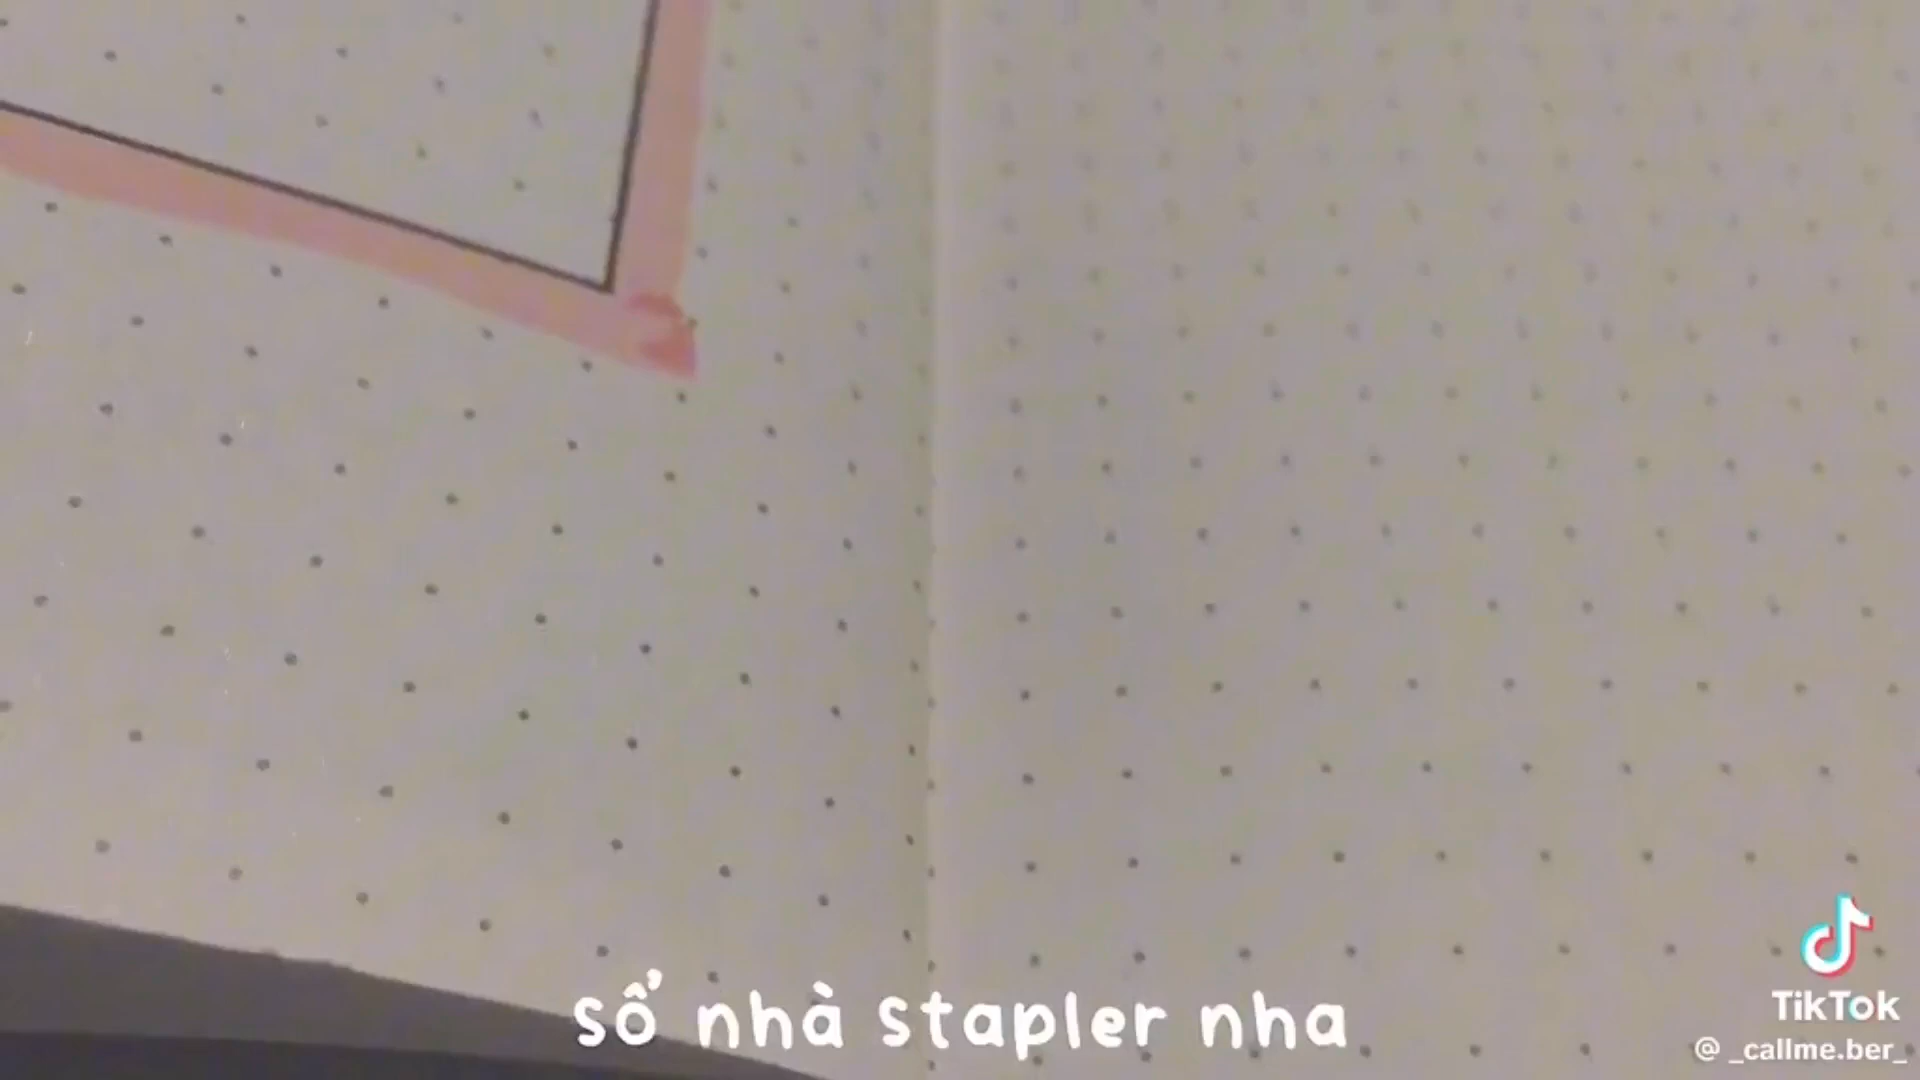 sổ nhà stapler nha
TikTok
@ _callme.ber_